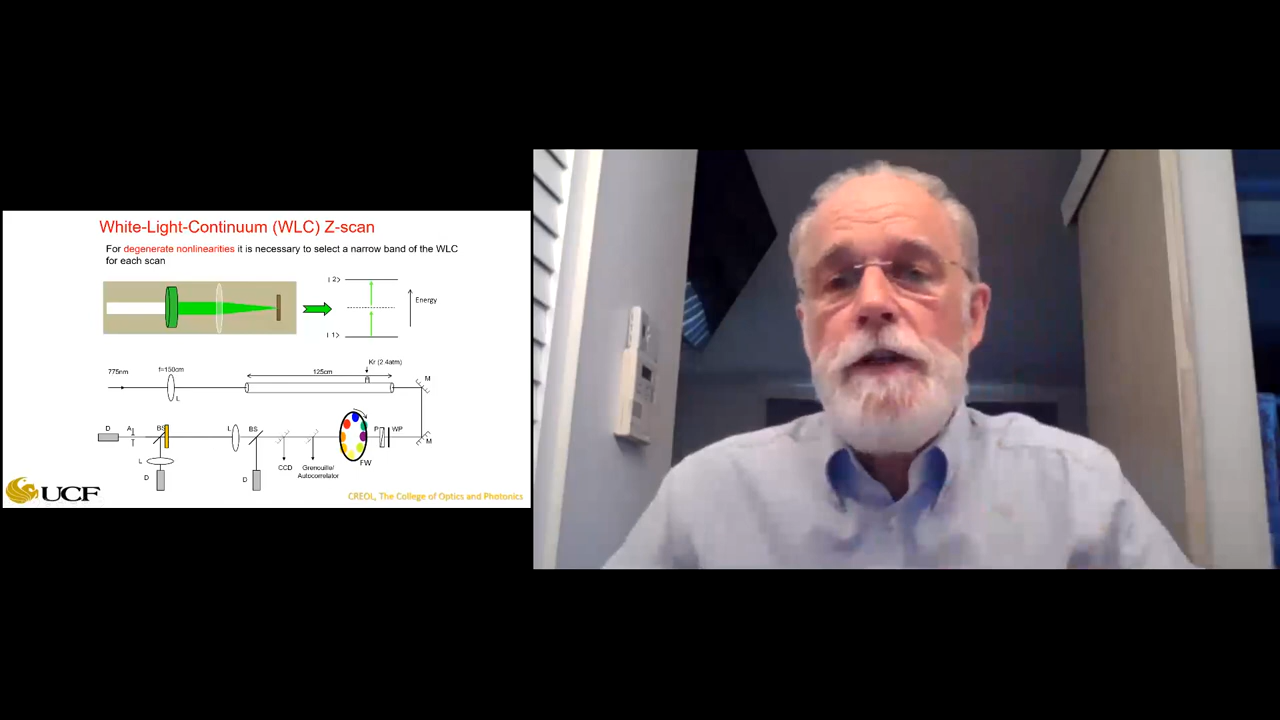 White-Light-Continuum (WLC) Z-scan
For degenerate nonlinearities it is necessary to select a narrow band of the WLC
for each scan
| 2⟩
Energy
| 1⟩
Kr (2.4atm)
775nm
f=150cm
125cm
M
L
D
A
BS
L
BS
P
WP
M
L
FW
CCD
Grenouille/
Autocorrelator
D
D
UCF
CREOL, The College of Optics and Photonics